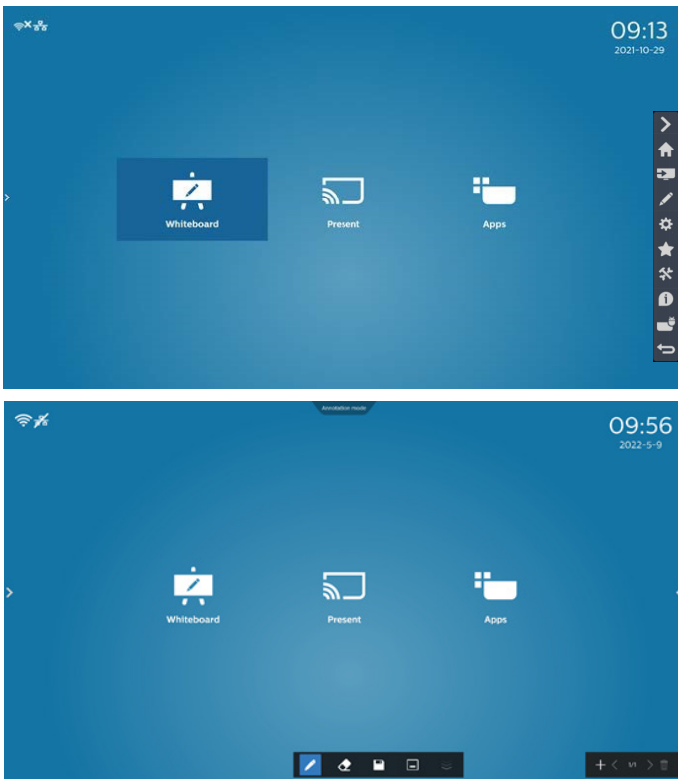 09:13
2021-10-29
Whiteboard
Present
Apps
Annotation mode
09:56
2022-5-9
Whiteboard
Present
Apps
1/1